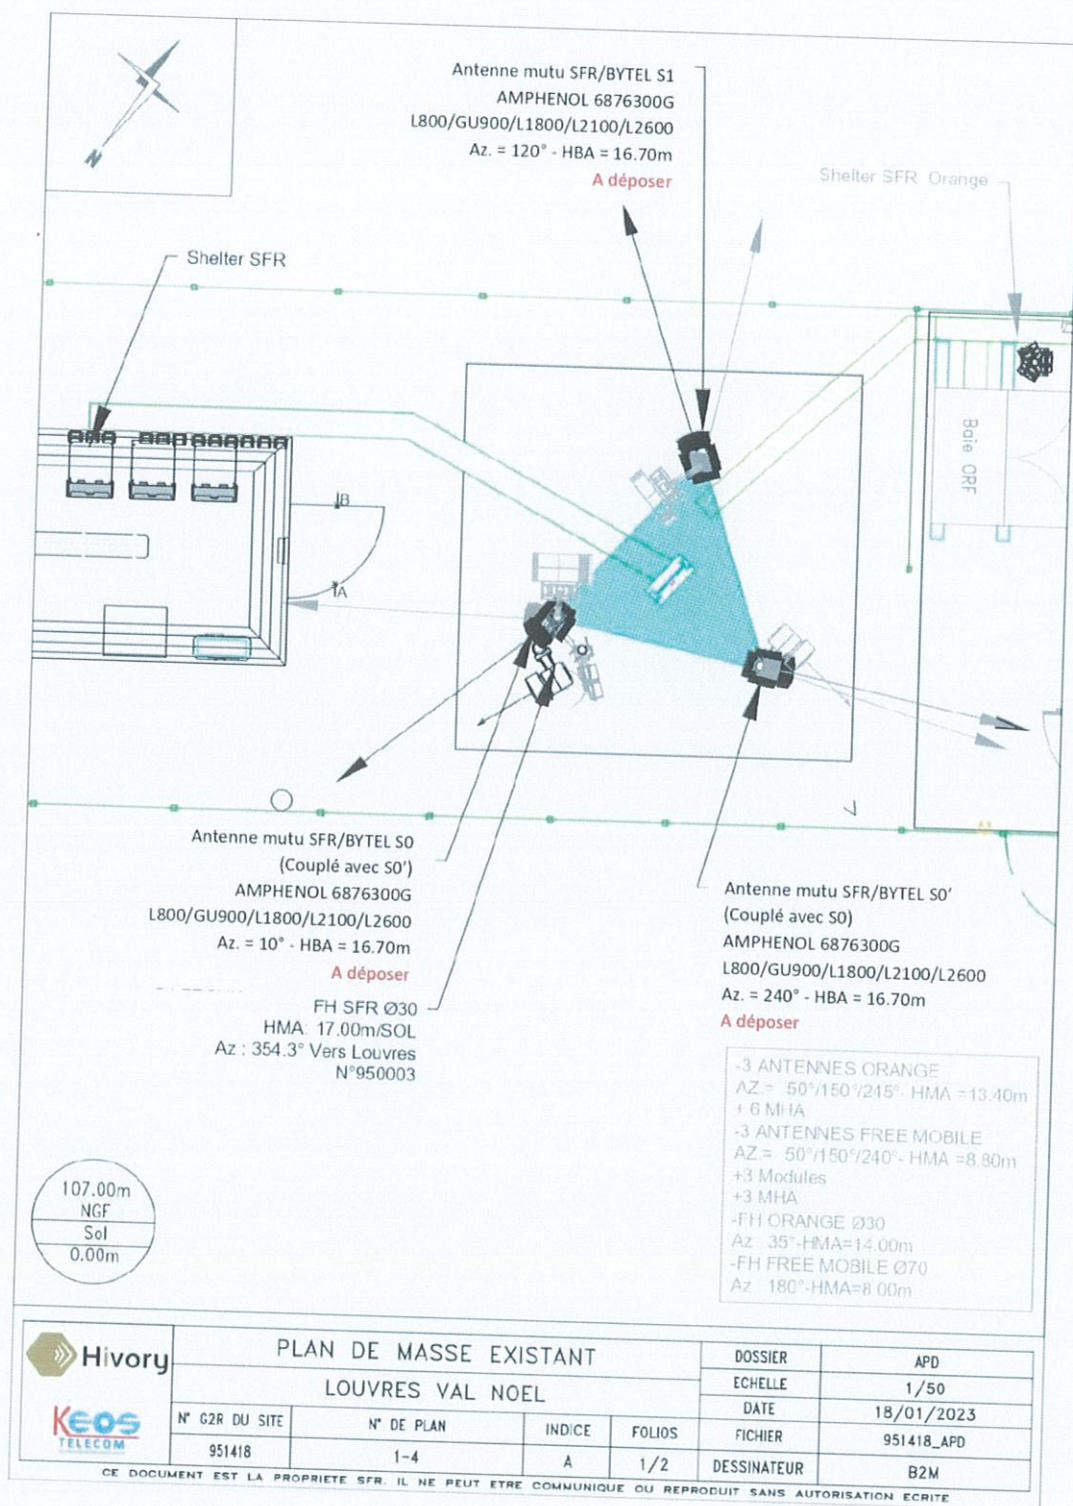 N
Antenne mutu SFR/BYTEL S1
AMPHENOL 6876300G
L800/GU900/L1800/L2100/L2600
Az. = 120° - HBA = 16.70m
A déposer
Shelter SFR Orange
Shelter SFR
Baie ORF
B
A
Antenne mutu SFR/BYTEL S0
(Couplé avec S0')
AMPHENOL 6876300G
L800/GU900/L1800/L2100/L2600
Az. = 10° - HBA = 16.70m
A déposer
FH SFR Ø30
HMA: 17.00m/SOL
Az : 354.3° Vers Louvres
N°950003
Antenne mutu SFR/BYTEL S0'
(Couplé avec S0)
AMPHENOL 6876300G
L800/GU900/L1800/L2100/L2600
Az. = 240° - HBA = 16.70m
A déposer
-3 ANTENNES ORANGE
AZ.= 50°/150°/245°- HMA =13.40m
+ 6 MHA
-3 ANTENNES FREE MOBILE
AZ.= 50°/150°/240°- HMA =8.80m
+3 Modules
+3 MHA
-FH ORANGE Ø30
Az : 35°-HMA=14.00m
-FH FREE MOBILE Ø70
Az : 180°-HMA=8.00m
107.00m
NGF
Sol
0.00m
Hivory
KEOS
TELECOM
PLAN DE MASSE EXISTANT
LOUVRES VAL NOEL
N° G2R DU SITE
N° DE PLAN
INDICE
FOLIOS
951418
1-4
A
1/2
DOSSIER
APD
ECHELLE
1/50
DATE
18/01/2023
FICHIER
951418_APD
DESSINATEUR
B2M
CE DOCUMENT EST LA PROPRIETE SFR. IL NE PEUT ETRE COMMUNIQUE OU REPRODUIT SANS AUTORISATION ECRITE